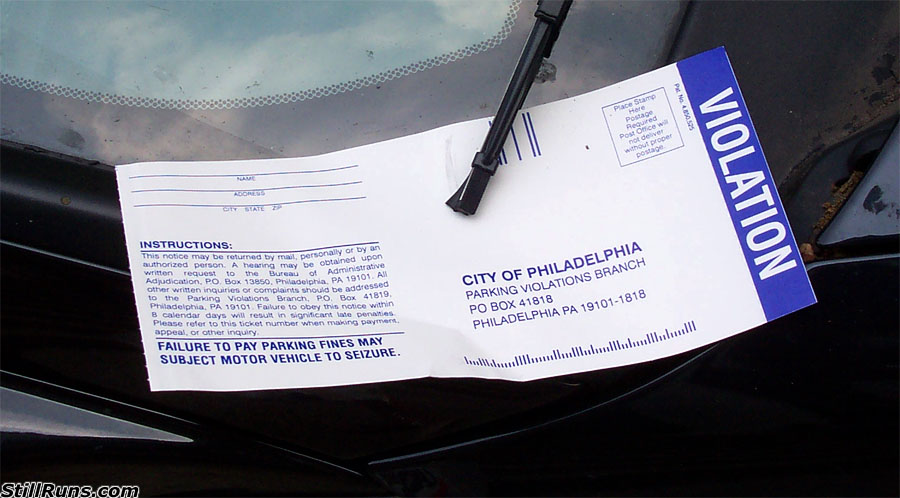 Place Stamp
Here
Postage
Required
Post Office will
not deliver
without proper
postage.
Pat. No. 4,890,525
VIOLATION
NAME
ADDRESS
CITY STATE ZIP
INSTRUCTIONS:
This notice may be returned by mail, personally or by an
authorized person. A hearing may be obtained upon
written request to the Bureau of Administrative
Adjudication, P.O. Box 13850, Philadelphia, PA 19101. All
other written inquiries or complaints should be addressed
to the Parking Violations Branch, P.O. Box 41819,
Philadelphia, PA 19101. Failure to obey this notice within
8 calendar days will result in significant late penalties.
Please refer to this ticket number when making payment,
appeal, or other inquiry.
FAILURE TO PAY PARKING FINES MAY
SUBJECT MOTOR VEHICLE TO SEIZURE.
CITY OF PHILADELPHIA
PARKING VIOLATIONS BRANCH
PO BOX 41818
PHILADELPHIA PA 19101-1818
StillRuns.com